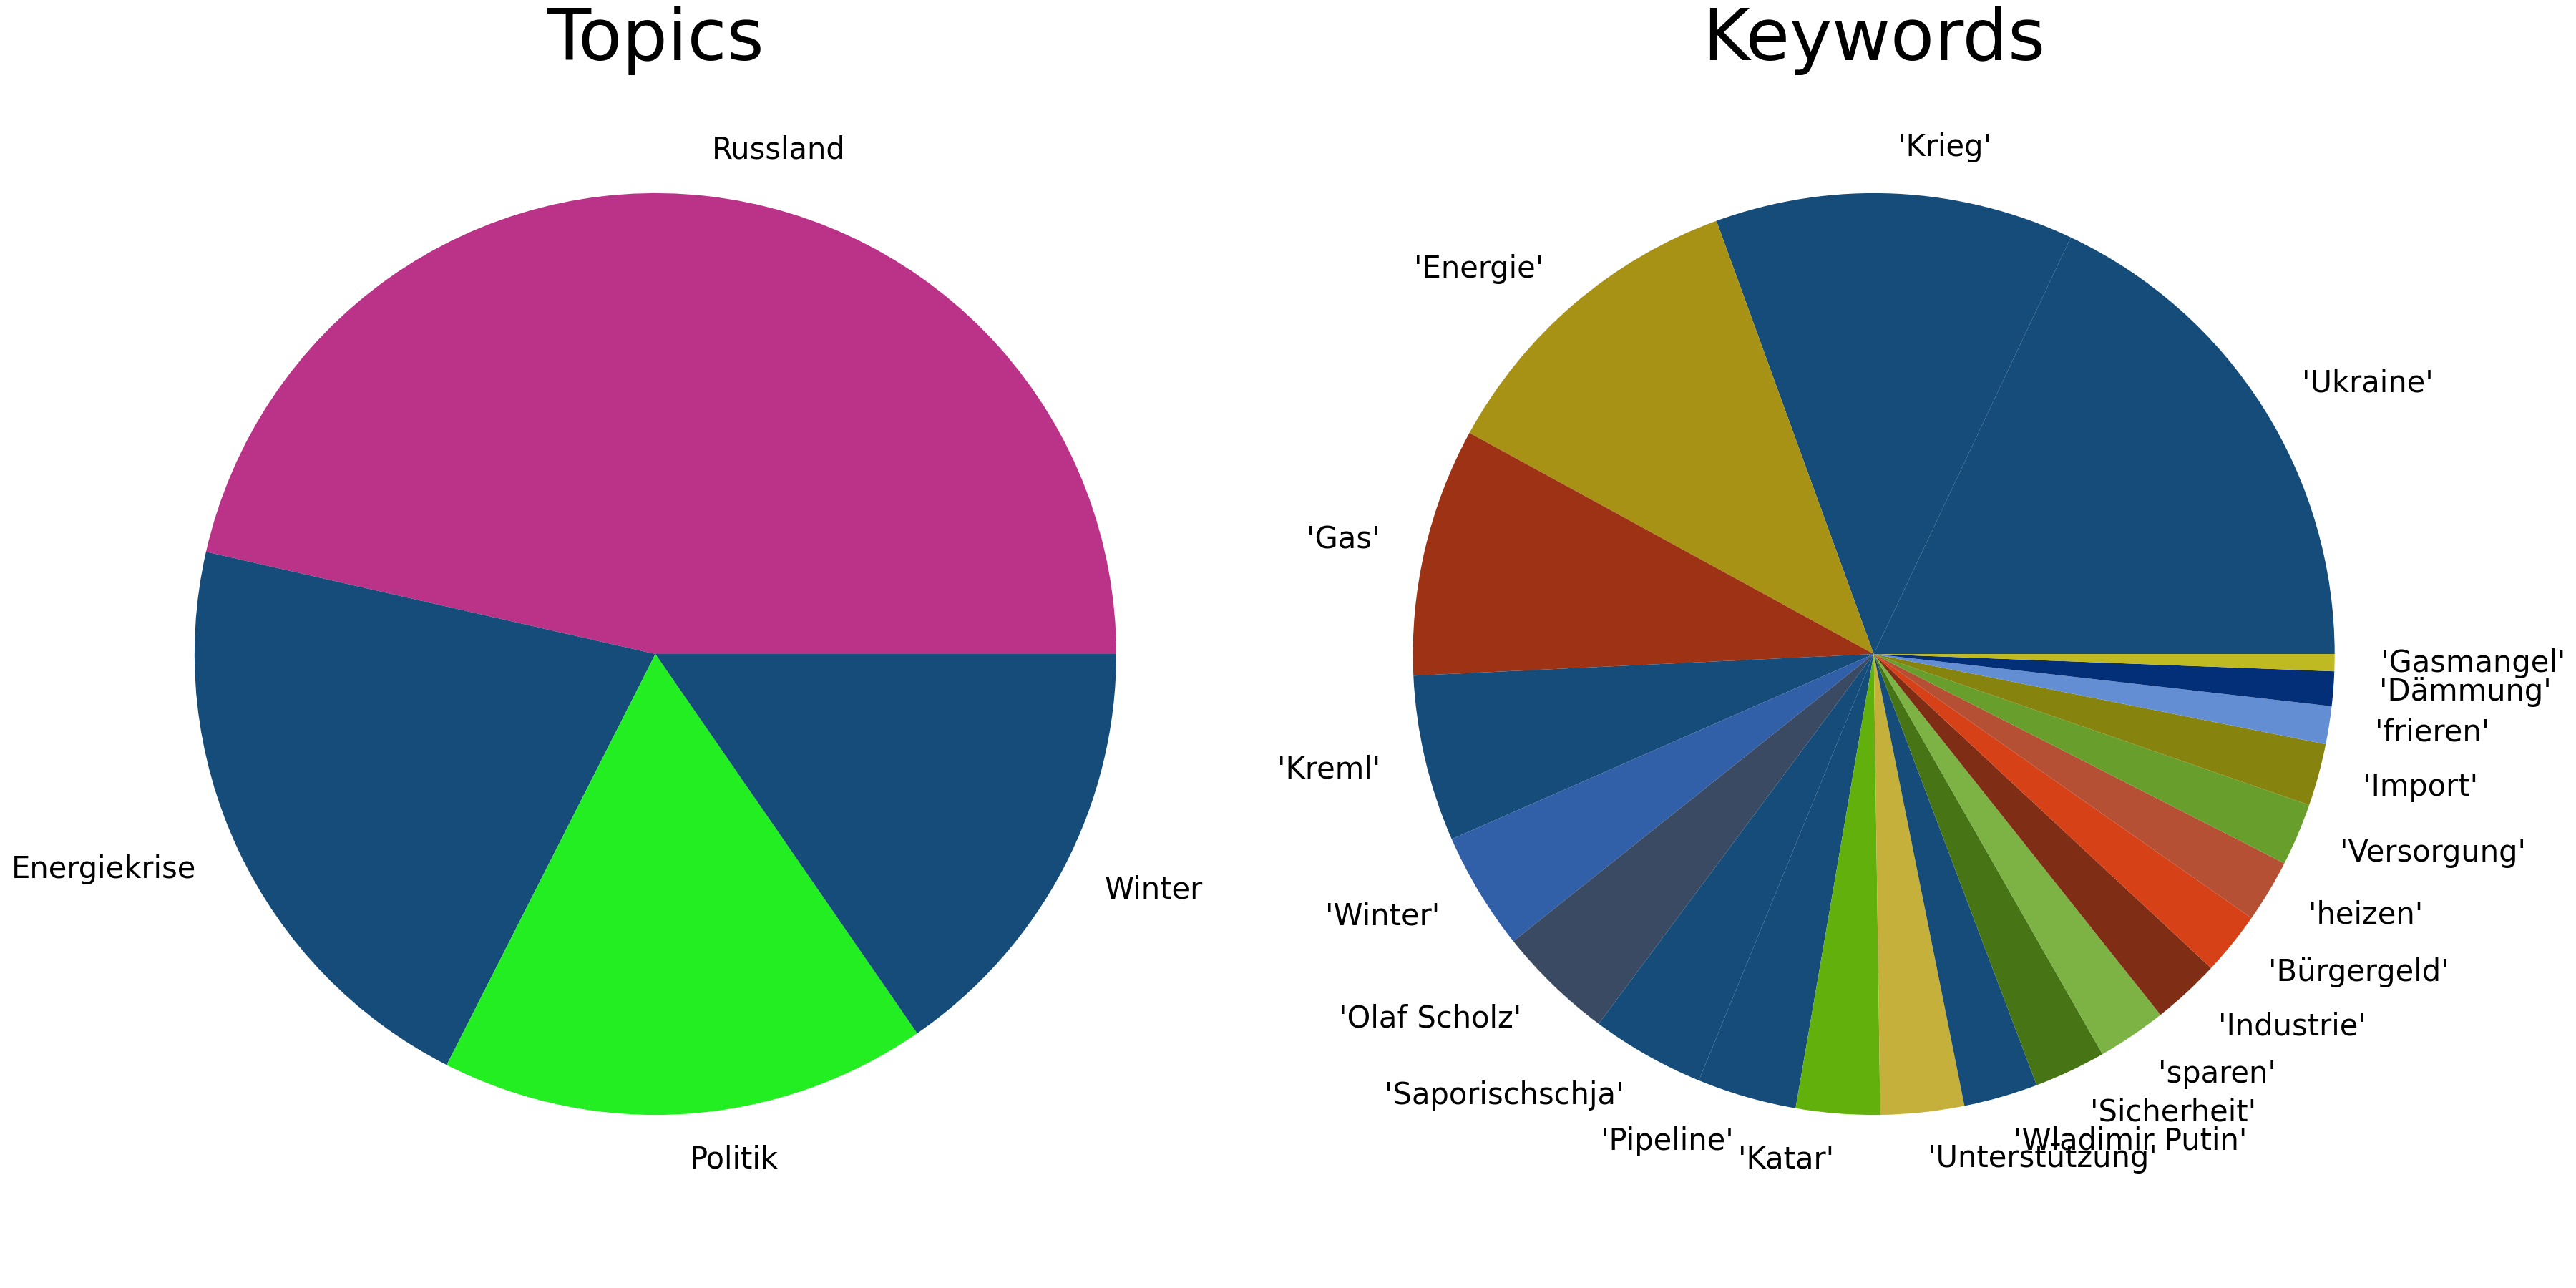 Topics
Russland
Energiekrise
Politik
Winter
Keywords
'Ukraine'
'Krieg'
'Energie'
'Gas'
'Kreml'
'Winter'
'Olaf Scholz'
'Saporischschja'
'Pipeline'
'Katar'
'Unterstützung'
'Wladimir Putin'
'Sicherheit'
'sparen'
'Industrie'
'Bürgergeld'
'heizen'
'Versorgung'
'Import'
'frieren'
'Dämmung'
'Gasmangel'